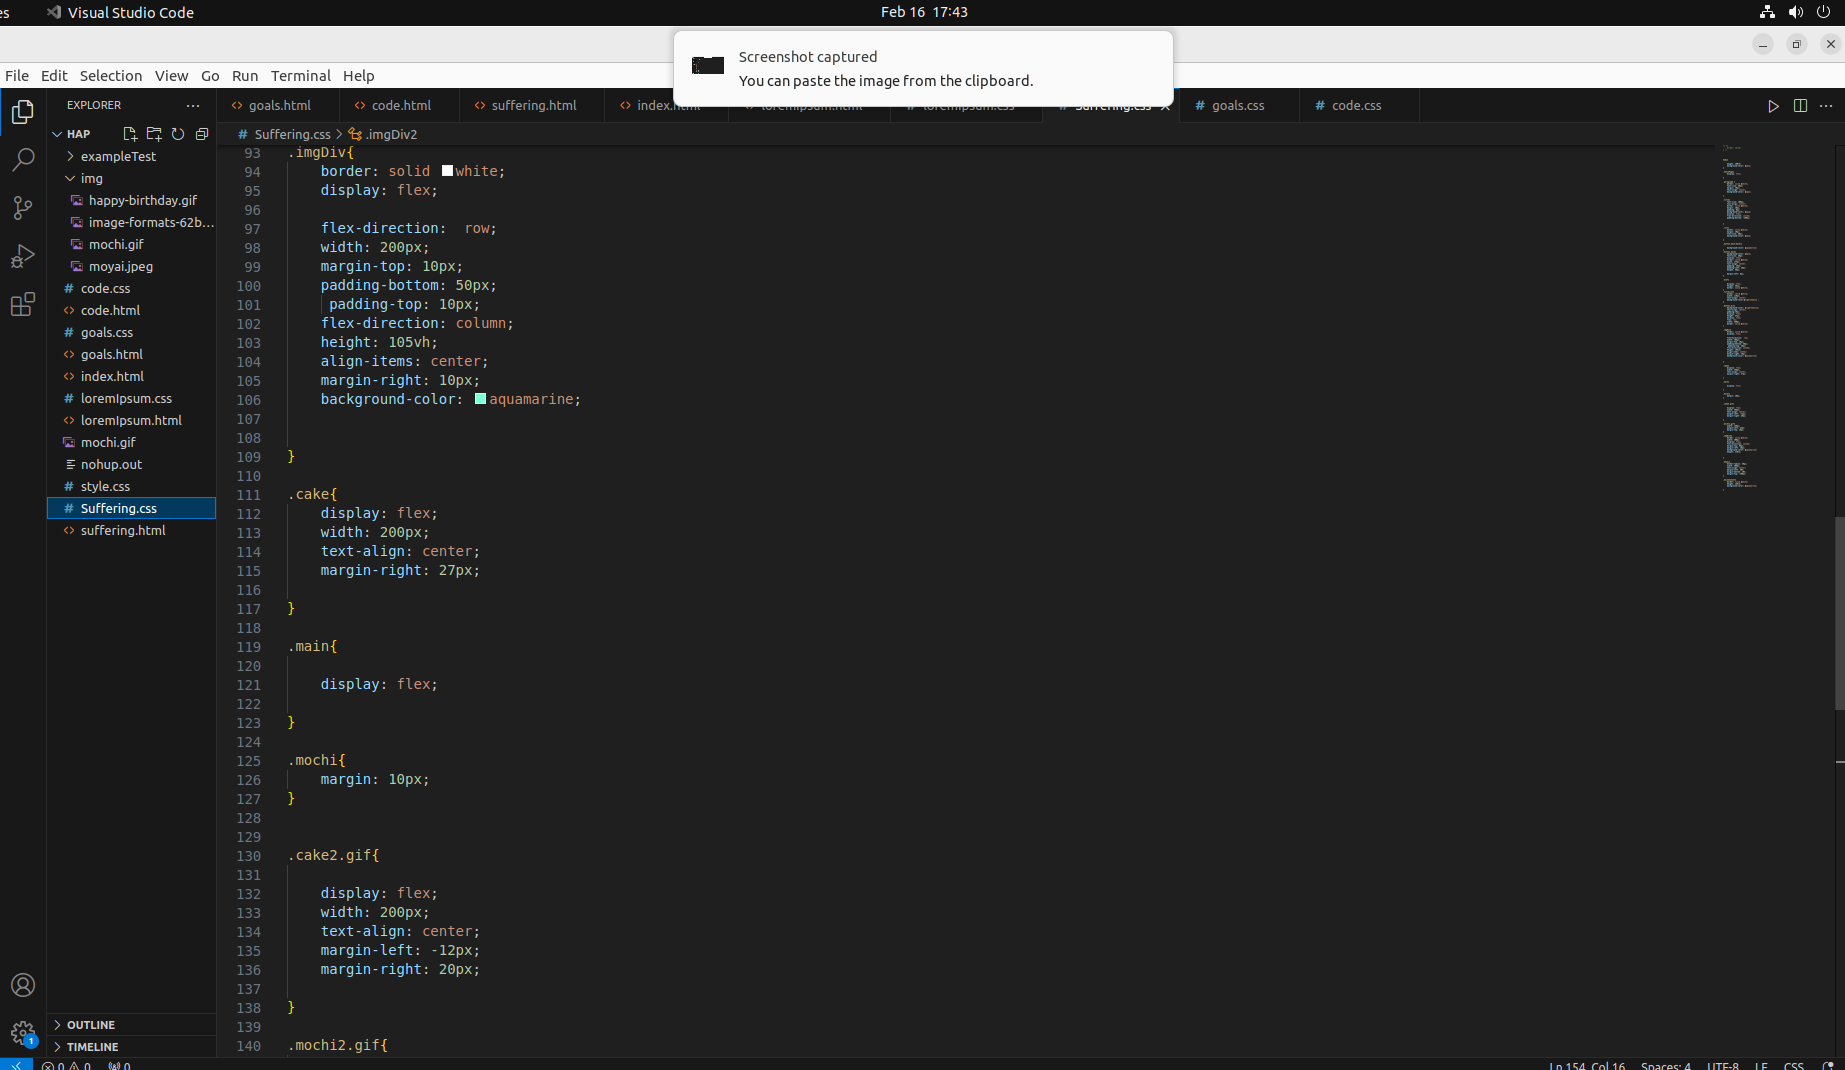 es Visual Studio Code Feb 16 17:43
Screenshot captured
You can paste the image from the clipboard.
File Edit Selection View Go Run Terminal Help
EXPLORER
goals.html code.html suffering.html Suffering.css goals.css code.css
HAP
Suffering.css > .imgDiv2
exampleTest
img
happy-birthday.gif
image-formats-62b...
mochi.gif
moyai.jpeg
code.css
code.html
goals.css
goals.html
index.html
loremIpsum.css
loremIpsum.html
mochi.gif
nohup.out
style.css
Suffering.css
suffering.html
OUTLINE
TIMELINE
1
93 .imgDiv{
94 border: solid white;
95 display: flex;
96
97 flex-direction:  row;
98 width: 200px;
99 margin-top: 10px;
100 padding-bottom: 50px;
101 padding-top: 10px;
102 flex-direction: column;
103 height: 105vh;
104 align-items: center;
105 margin-right: 10px;
106 background-color: aquamarine;
107
108
109 }
110
111 .cake{
112 display: flex;
113 width: 200px;
114 text-align: center;
115 margin-right: 27px;
116
117 }
118
119 .main{
120
121 display: flex;
122
123 }
124
125 .mochi{
126 margin: 10px;
127 }
128
129
130 .cake2.gif{
131
132 display: flex;
133 width: 200px;
134 text-align: center;
135 margin-left: -12px;
136 margin-right: 20px;
137
138 }
139
140 .mochi2.gif{
0 0 0 Ln 154, Col 16 Spaces: 4 UTF-8 LF CSS